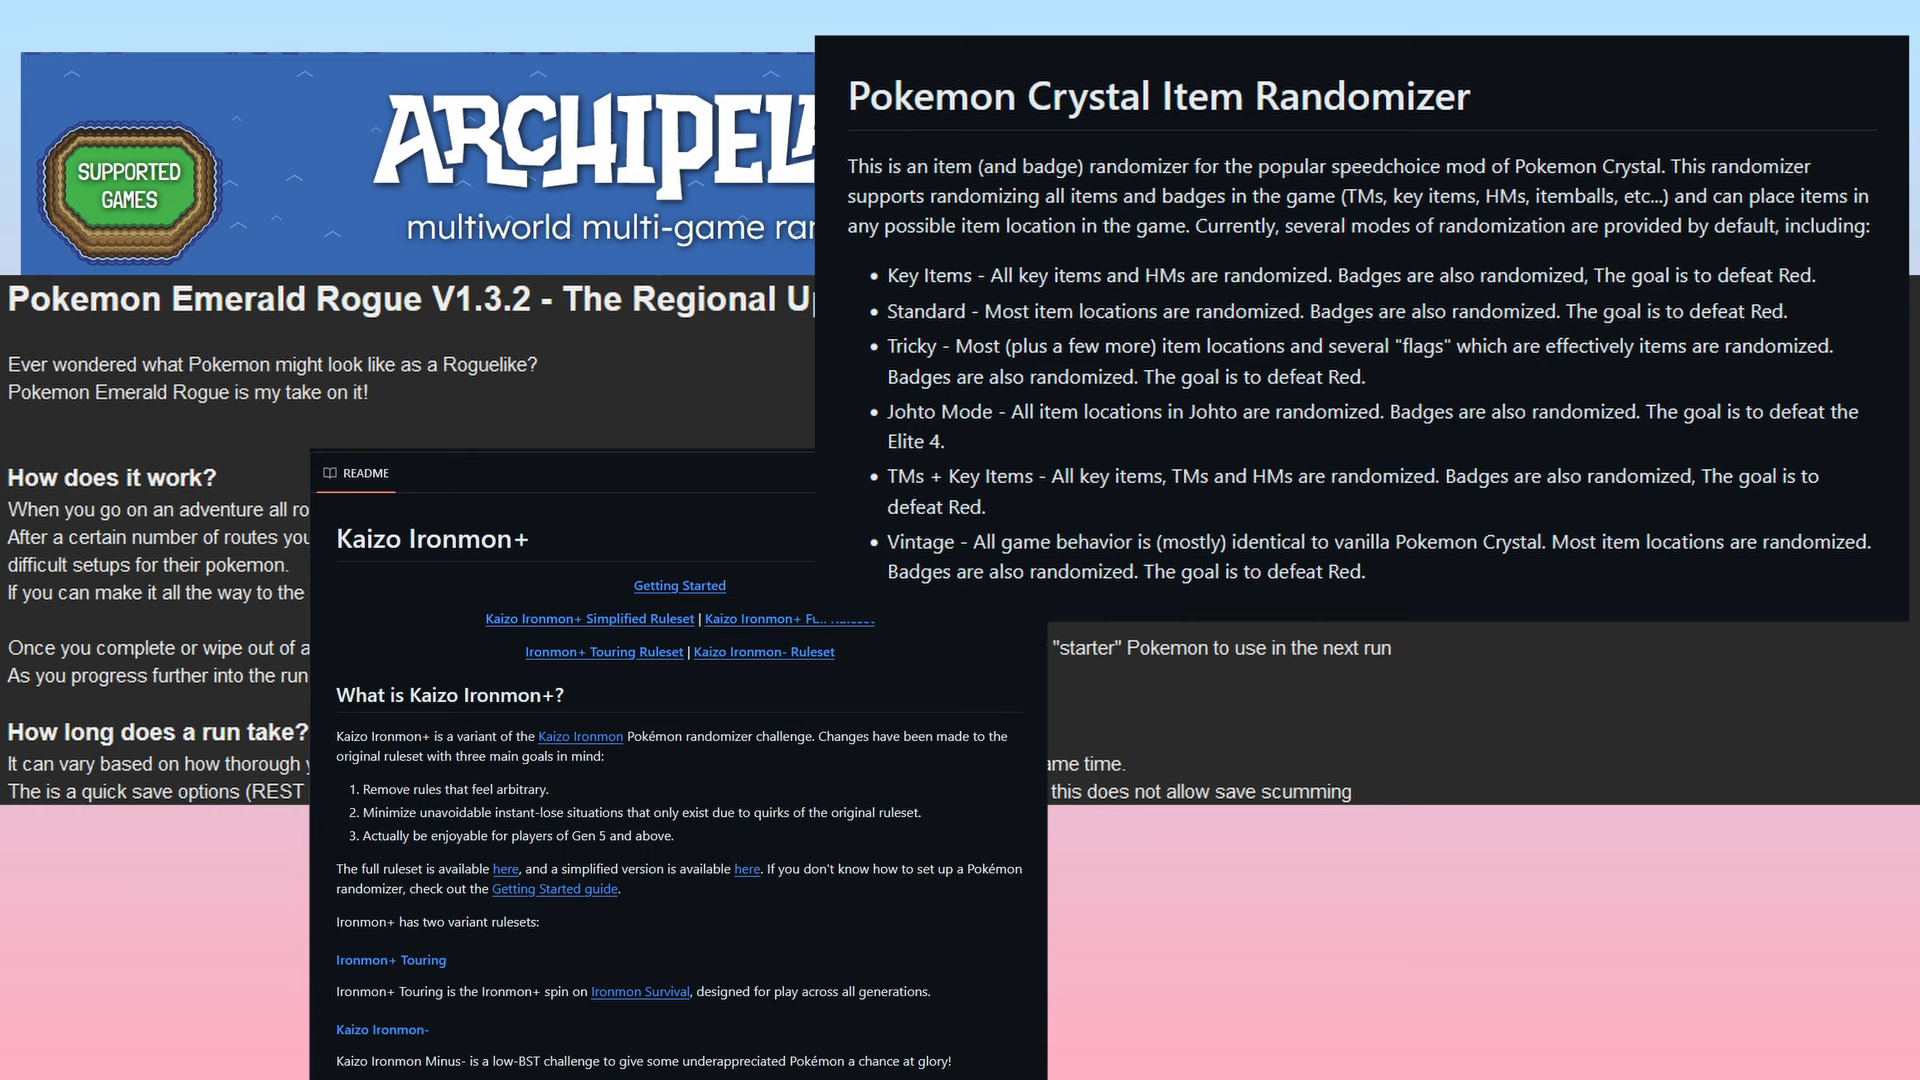 SUPPORTED
GAMES
ARCHIPEL
multiworld multi-game
Pokemon Emerald Rogue V1.3.2 - The Regional
Ever wondered what Pokemon might look like as a Roguelike?
Pokemon Emerald Rogue is my take on it!
How does it work?
When you go on an adventure all
After a certain number of routes you
difficult setups for their pokemon.
If you can make it all the way to the
Once you complete or wipe out of a
"starter" Pokemon to use in the next run
As you progress further into the run
How long does a run take?
It can vary based on how thorough
time.
The is a quick save options (REST
this does not allow save scumming
README
Kaizo Ironmon+
Getting Started
Kaizo Ironmon+ Simplified Ruleset | Kaizo Ironmon+ Full Ruleset
Ironmon+ Touring Ruleset | Kaizo Ironmon- Ruleset
What is Kaizo Ironmon+?
Kaizo Ironmon+ is a variant of the Kaizo Ironmon Pokémon randomizer challenge. Changes have been made to the
original ruleset with three main goals in mind:
1. Remove rules that feel arbitrary.
2. Minimize unavoidable instant-lose situations that only exist due to quirks of the original ruleset.
3. Actually be enjoyable for players of Gen 5 and above.
The full ruleset is available here, and a simplified version is available here. If you don't know how to set up a Pokémon
randomizer, check out the Getting Started guide.
Ironmon+ has two variant rulesets:
Ironmon+ Touring
Ironmon+ Touring is the Ironmon+ spin on Ironmon Survival, designed for play across all generations.
Kaizo Ironmon-
Kaizo Ironmon Minus- is a low-BST challenge to give some underappreciated Pokémon a chance at glory!
Pokemon Crystal Item Randomizer
This is an item (and badge) randomizer for the popular speedchoice mod of Pokemon Crystal. This randomizer
supports randomizing all items and badges in the game (TMs, key items, HMs, itemballs, etc...) and can place items in
any possible item location in the game. Currently, several modes of randomization are provided by default, including:
• Key Items - All key items and HMs are randomized. Badges are also randomized, The goal is to defeat Red.
• Standard - Most item locations are randomized. Badges are also randomized. The goal is to defeat Red.
• Tricky - Most (plus a few more) item locations and several "flags" which are effectively items are randomized.
Badges are also randomized. The goal is to defeat Red.
• Johto Mode - All item locations in Johto are randomized. Badges are also randomized. The goal is to defeat the
Elite 4.
• TMs + Key Items - All key items, TMs and HMs are randomized. Badges are also randomized, The goal is to
defeat Red.
• Vintage - All game behavior is (mostly) identical to vanilla Pokemon Crystal. Most item locations are randomized.
Badges are also randomized. The goal is to defeat Red.